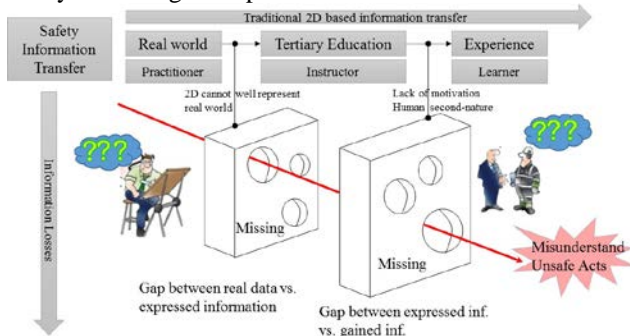 Traditional 2D based information transfer
Safety
Information
Transfer
Real world
Tertiary Education
Experience
Practitioner
Instructor
Learner
2D cannot well represent
real world
Lack of motivation
Human second-nature
???
???
Information Losses
Missing
Missing
Misunderstand
Unsafe Acts
Gap between real data vs.
expressed information
Gap between expressed inf.
vs. gained inf.